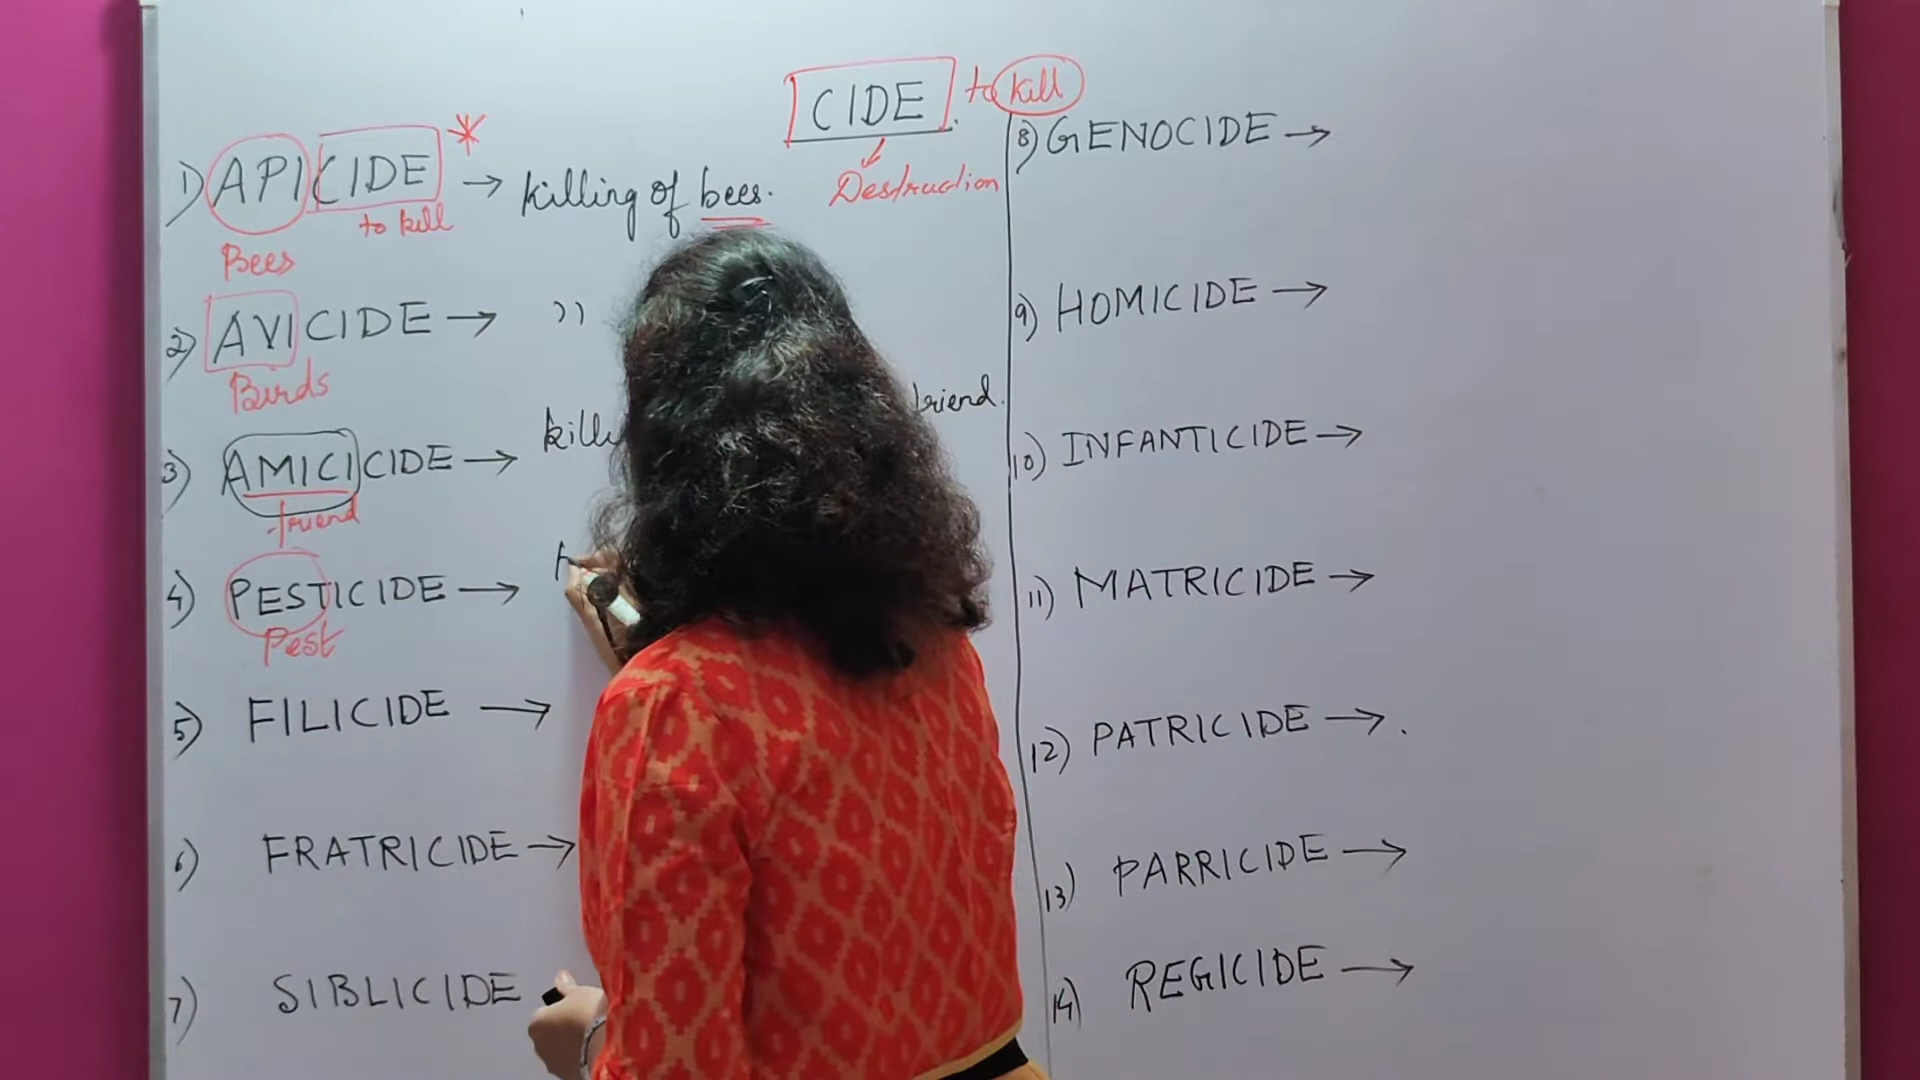 CIDE. to kill
Destruction
1) APICIDE * → killing of bees.
Bees to kill
2) AVICIDE → ))
Birds
3) AMICICIDE → friend.
friend
4) PESTICIDE →
Pest
5) FILICIDE →
6) FRATRICIDE →
7) SIBLICIDE
8) GENOCIDE →
9) HOMICIDE →
10) INFANTICIDE →
11) MATRICIDE →
12) PATRICIDE → .
13) PARRICIDE →
14) REGICIDE →